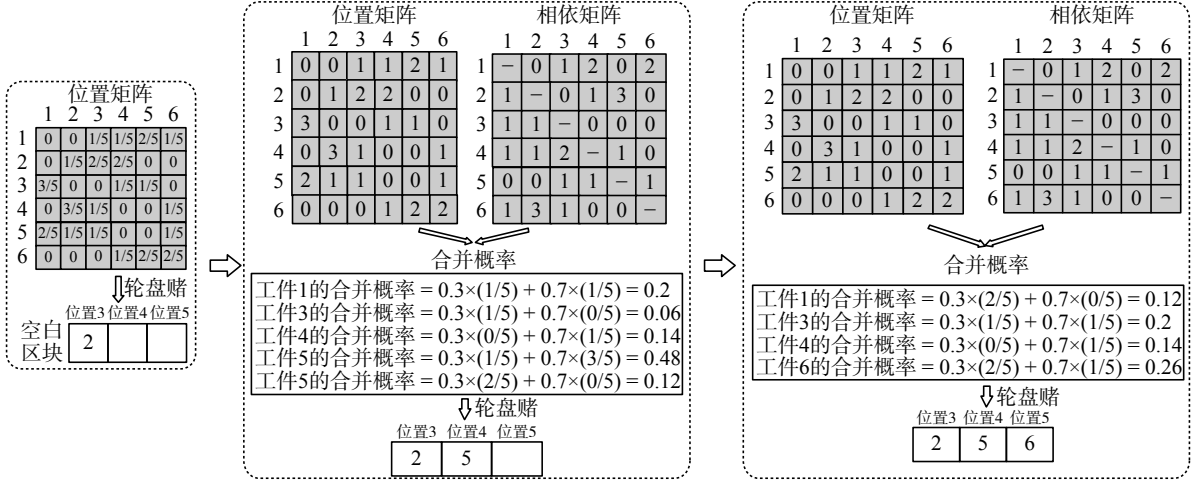 位置矩阵
1 2 3 4 5 6
1 0 0 1/5 1/5 2/5 1/5
2 0 1/5 2/5 2/5 0 0
3 3/5 0 0 1/5 1/5 0
4 0 3/5 1/5 0 0 1/5
5 2/5 1/5 1/5 0 0 1/5
6 0 0 0 1/5 2/5 2/5
轮盘赌
位置3 位置4 位置5
空白区块
2
位置矩阵
1 2 3 4 5 6
1 0 0 1 1 2 1
2 0 1 2 2 0 0
3 3 0 0 1 1 0
4 0 3 1 0 0 1
5 2 1 1 0 0 1
6 0 0 0 1 2 2
相依矩阵
1 2 3 4 5 6
1 − 0 1 2 0 2
2 1 − 0 1 3 0
3 1 1 − 0 0 0
4 1 1 2 − 1 0
5 0 0 1 1 − 1
6 1 3 1 0 0 −
合并概率
工件1的合并概率 = 0.3×(1/5) + 0.7×(1/5) = 0.2
工件3的合并概率 = 0.3×(1/5) + 0.7×(0/5) = 0.06
工件4的合并概率 = 0.3×(0/5) + 0.7×(1/5) = 0.14
工件5的合并概率 = 0.3×(1/5) + 0.7×(3/5) = 0.48
工件5的合并概率 = 0.3×(2/5) + 0.7×(0/5) = 0.12
轮盘赌
位置3 位置4 位置5
2 5
位置矩阵
1 2 3 4 5 6
1 0 0 1 1 2 1
2 0 1 2 2 0 0
3 3 0 0 1 1 0
4 0 3 1 0 0 1
5 2 1 1 0 0 1
6 0 0 0 1 2 2
相依矩阵
1 2 3 4 5 6
1 − 0 1 2 0 2
2 1 − 0 1 3 0
3 1 1 − 0 0 0
4 1 1 2 − 1 0
5 0 0 1 1 − 1
6 1 3 1 0 0 −
合并概率
工件1的合并概率 = 0.3×(2/5) + 0.7×(0/5) = 0.12
工件3的合并概率 = 0.3×(1/5) + 0.7×(1/5) = 0.2
工件4的合并概率 = 0.3×(0/5) + 0.7×(1/5) = 0.14
工件6的合并概率 = 0.3×(2/5) + 0.7×(1/5) = 0.26
轮盘赌
位置3 位置4 位置5
2 5 6